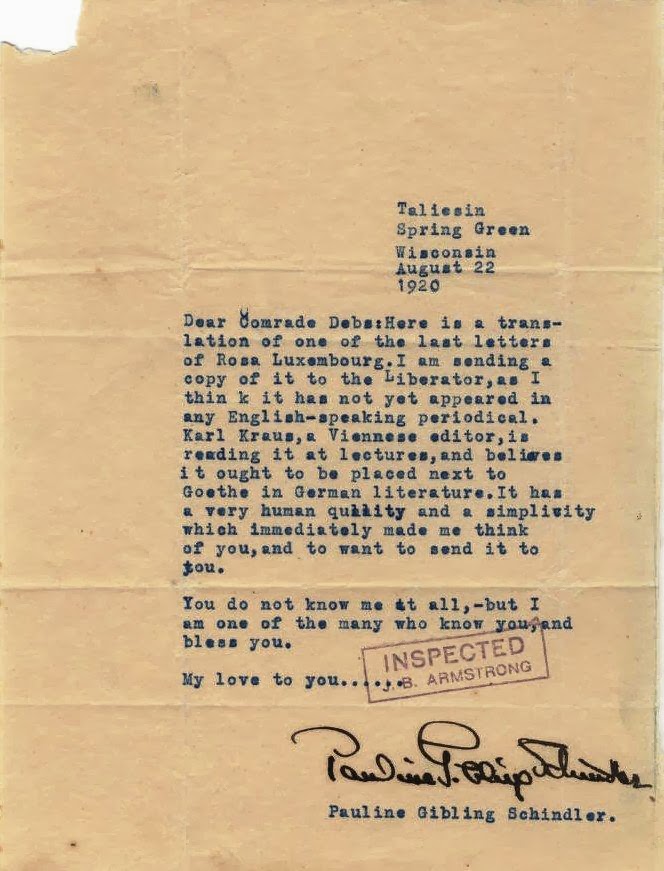 Taliesin
Spring Green
Wisconsin
August 22
1920
Dear Comrade Debs:Here is a trans-
lation of one of the last letters
of Rosa Luxembourg.I am sending a
copy of it to the Liberator,as I
thin k it has not yet appeared in
any English-speaking periodical.
Karl Kraus,a Viennese editor,is
reading it at lectures,and believes
it ought to be placed next to
Goethe in German literature.It has
a very human quality and a simplivity
which immediately made me think
of you,and to want to send it to
you.
You do not know me at all,-but I
am one of the many who know you,and
bless you.
INSPECTED
J. B. ARMSTRONG
My love to you......
Pauline G. Schindler
Pauline Gibling Schindler.